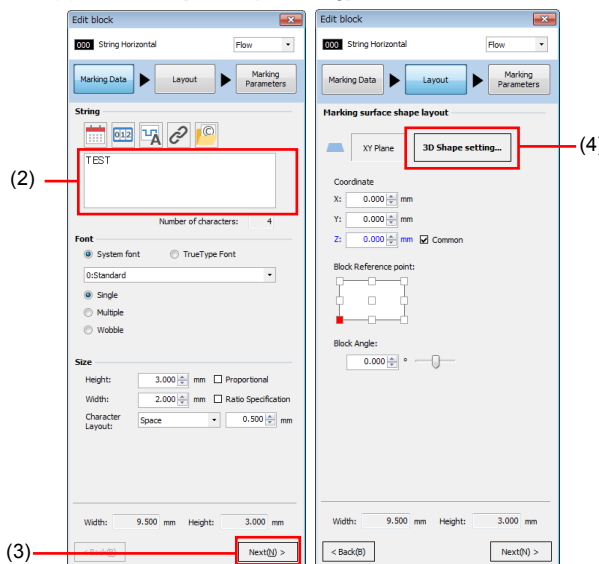 Edit block
000 String Horizontal Flow
Marking Data Layout Marking Parameters
String
012 A ©
(2)
TEST
Number of characters: 4
Font
System font TrueType Font
0:Standard
Single
Multiple
Wobble
Size
Height: 3.000 mm Proportional
Width: 2.000 mm Ratio Specification
Character Layout: Space 0.500 mm
Width: 9.500 mm Height: 3.000 mm
(3)
< Back(B) Next(N) >
Edit block
000 String Horizontal Flow
Marking Data Layout Marking Parameters
Marking surface shape layout
XY Plane 3D Shape setting...
(4)
Coordinate
X: 0.000 mm
Y: 0.000 mm
Z: 0.000 mm Common
Block Reference point:
Block Angle:
0.000 °
Width: 9.500 mm Height: 3.000 mm
< Back(B) Next(N) >